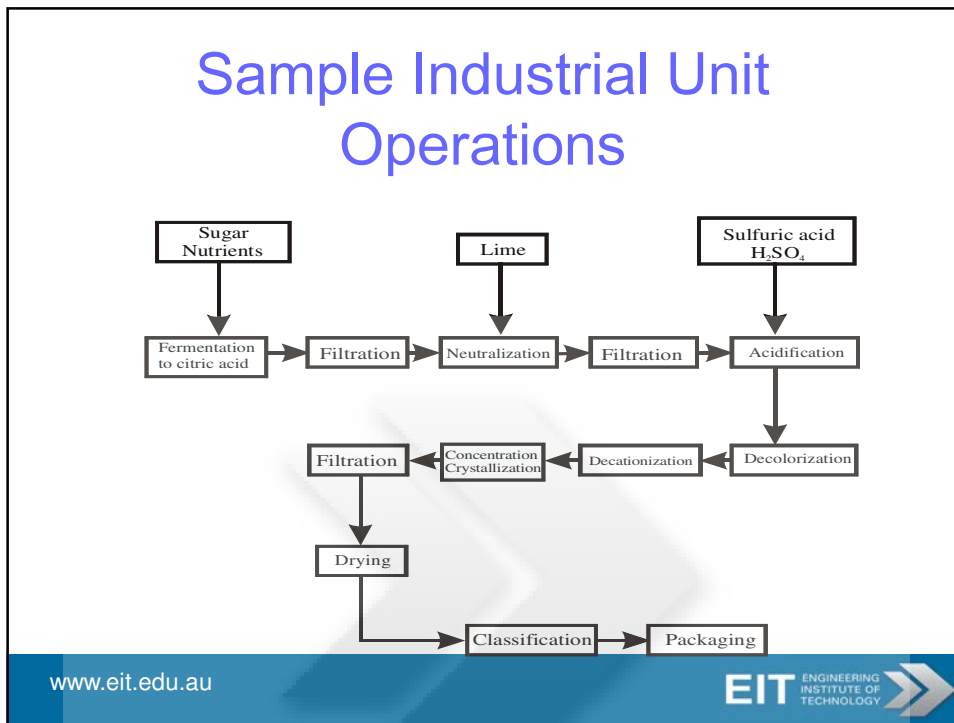 Sample Industrial Unit
Operations
Sugar
Nutrients
Lime
Sulfuric acid
H₂SO₄
Fermentation
to citric acid
Filtration
Neutralization
Filtration
Acidification
Filtration
Concentration
Crystallization
Decationization
Decolorization
Drying
Classification
Packaging
www.eit.edu.au
EIT
ENGINEERING
INSTITUTE OF
TECHNOLOGY